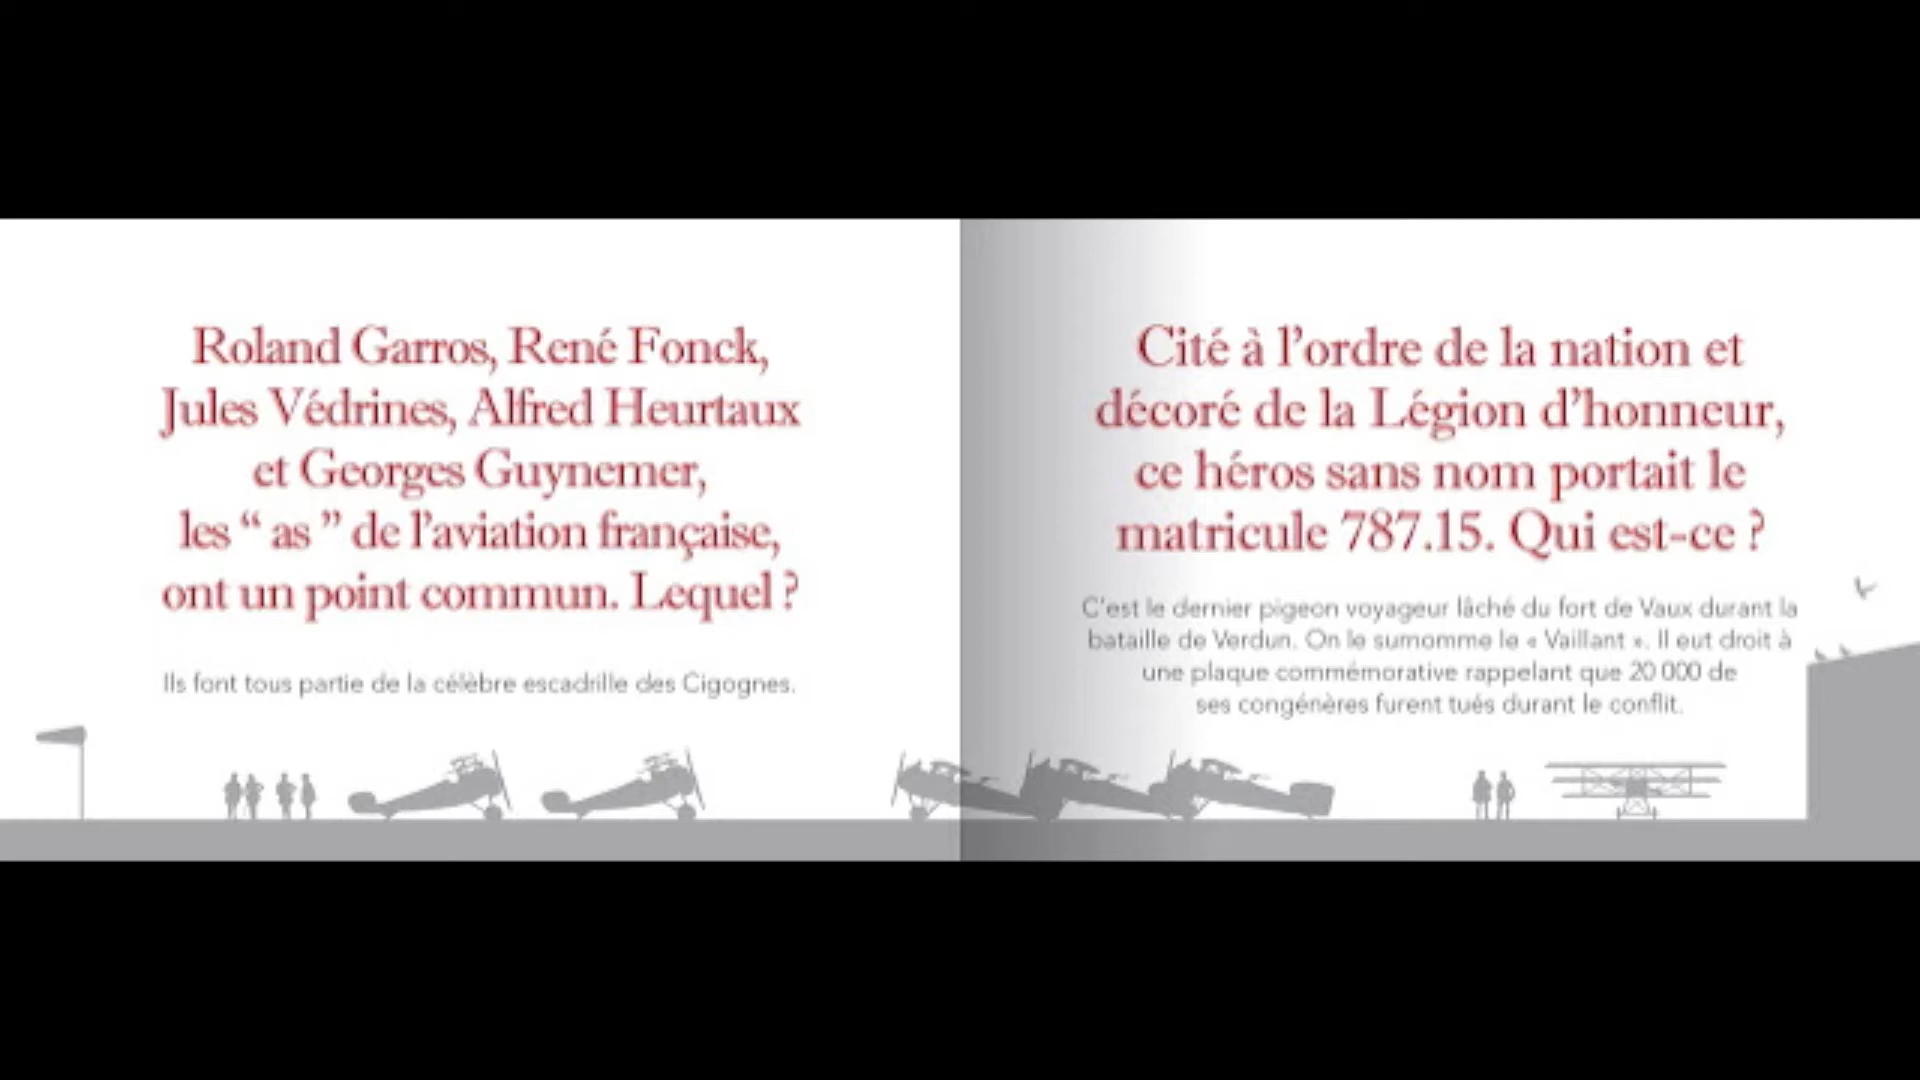 Roland Garros, René Fonck,
Jules Védrines, Alfred Heurtaux
et Georges Guynemer,
les “ as ” de l’aviation française,
ont un point commun. Lequel ?
Ils font tous partie de la célèbre escadrille des Cigognes.
Cité à l’ordre de la nation et
décoré de la Légion d’honneur,
ce héros sans nom portait le
matricule 787.15. Qui est-ce ?
C’est le dernier pigeon voyageur lâché du fort de Vaux durant la
bataille de Verdun. On le surnomme le « Vaillant ». Il eut droit à
une plaque commémorative rappelant que 20 000 de
ses congénères furent tués durant le conflit.